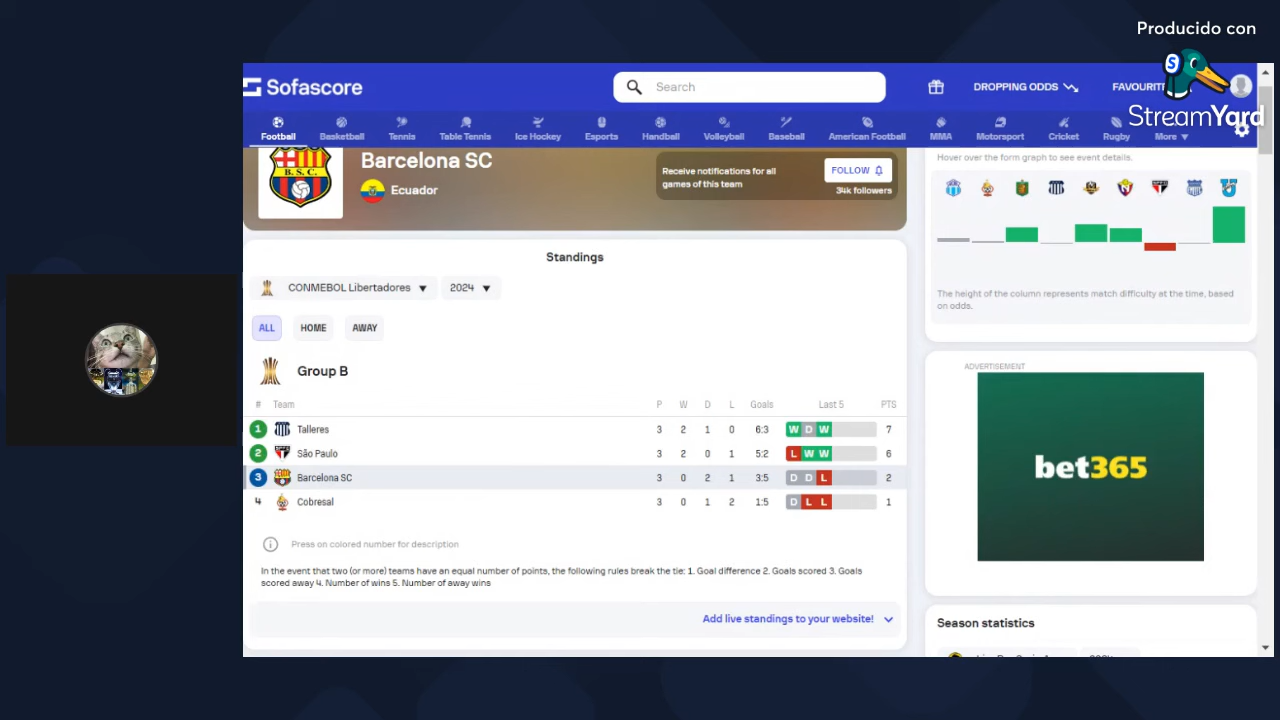 Producido con
StreamYard
Sofascore
Search
DROPPING ODDS
Football
Basketball
Tennis
Table Tennis
Ice Hockey
Esports
Handball
Volleyball
Baseball
American Football
MMA
Motorsport
Cricket
Rugby
More
B.S.C.
Barcelona SC
Ecuador
Receive notifications for all
games of this team
FOLLOW
34k followers
Standings
CONMEBOL Libertadores
2024
ALL HOME AWAY
Group B
# Team P W D L Goals Last 5 PTS
1 Talleres 3 2 1 0 6:3 W D W 7
2 São Paulo 3 2 0 1 5:2 L W W 6
3 Barcelona SC 3 0 2 1 3:5 D D L 2
4 Cobresal 3 0 1 2 1:5 D L L 1
Press on colored number for description
In the event that two (or more) teams have an equal number of points, the following rules break the tie: 1. Goal difference 2. Goals scored 3. Goals
scored away 4. Number of wins 5. Number of away wins
Add live standings to your website!
Hover over the form graph to see event details.
The height of the column represents match difficulty at the time, based
on odds.
ADVERTISEMENT
bet365
Season statistics